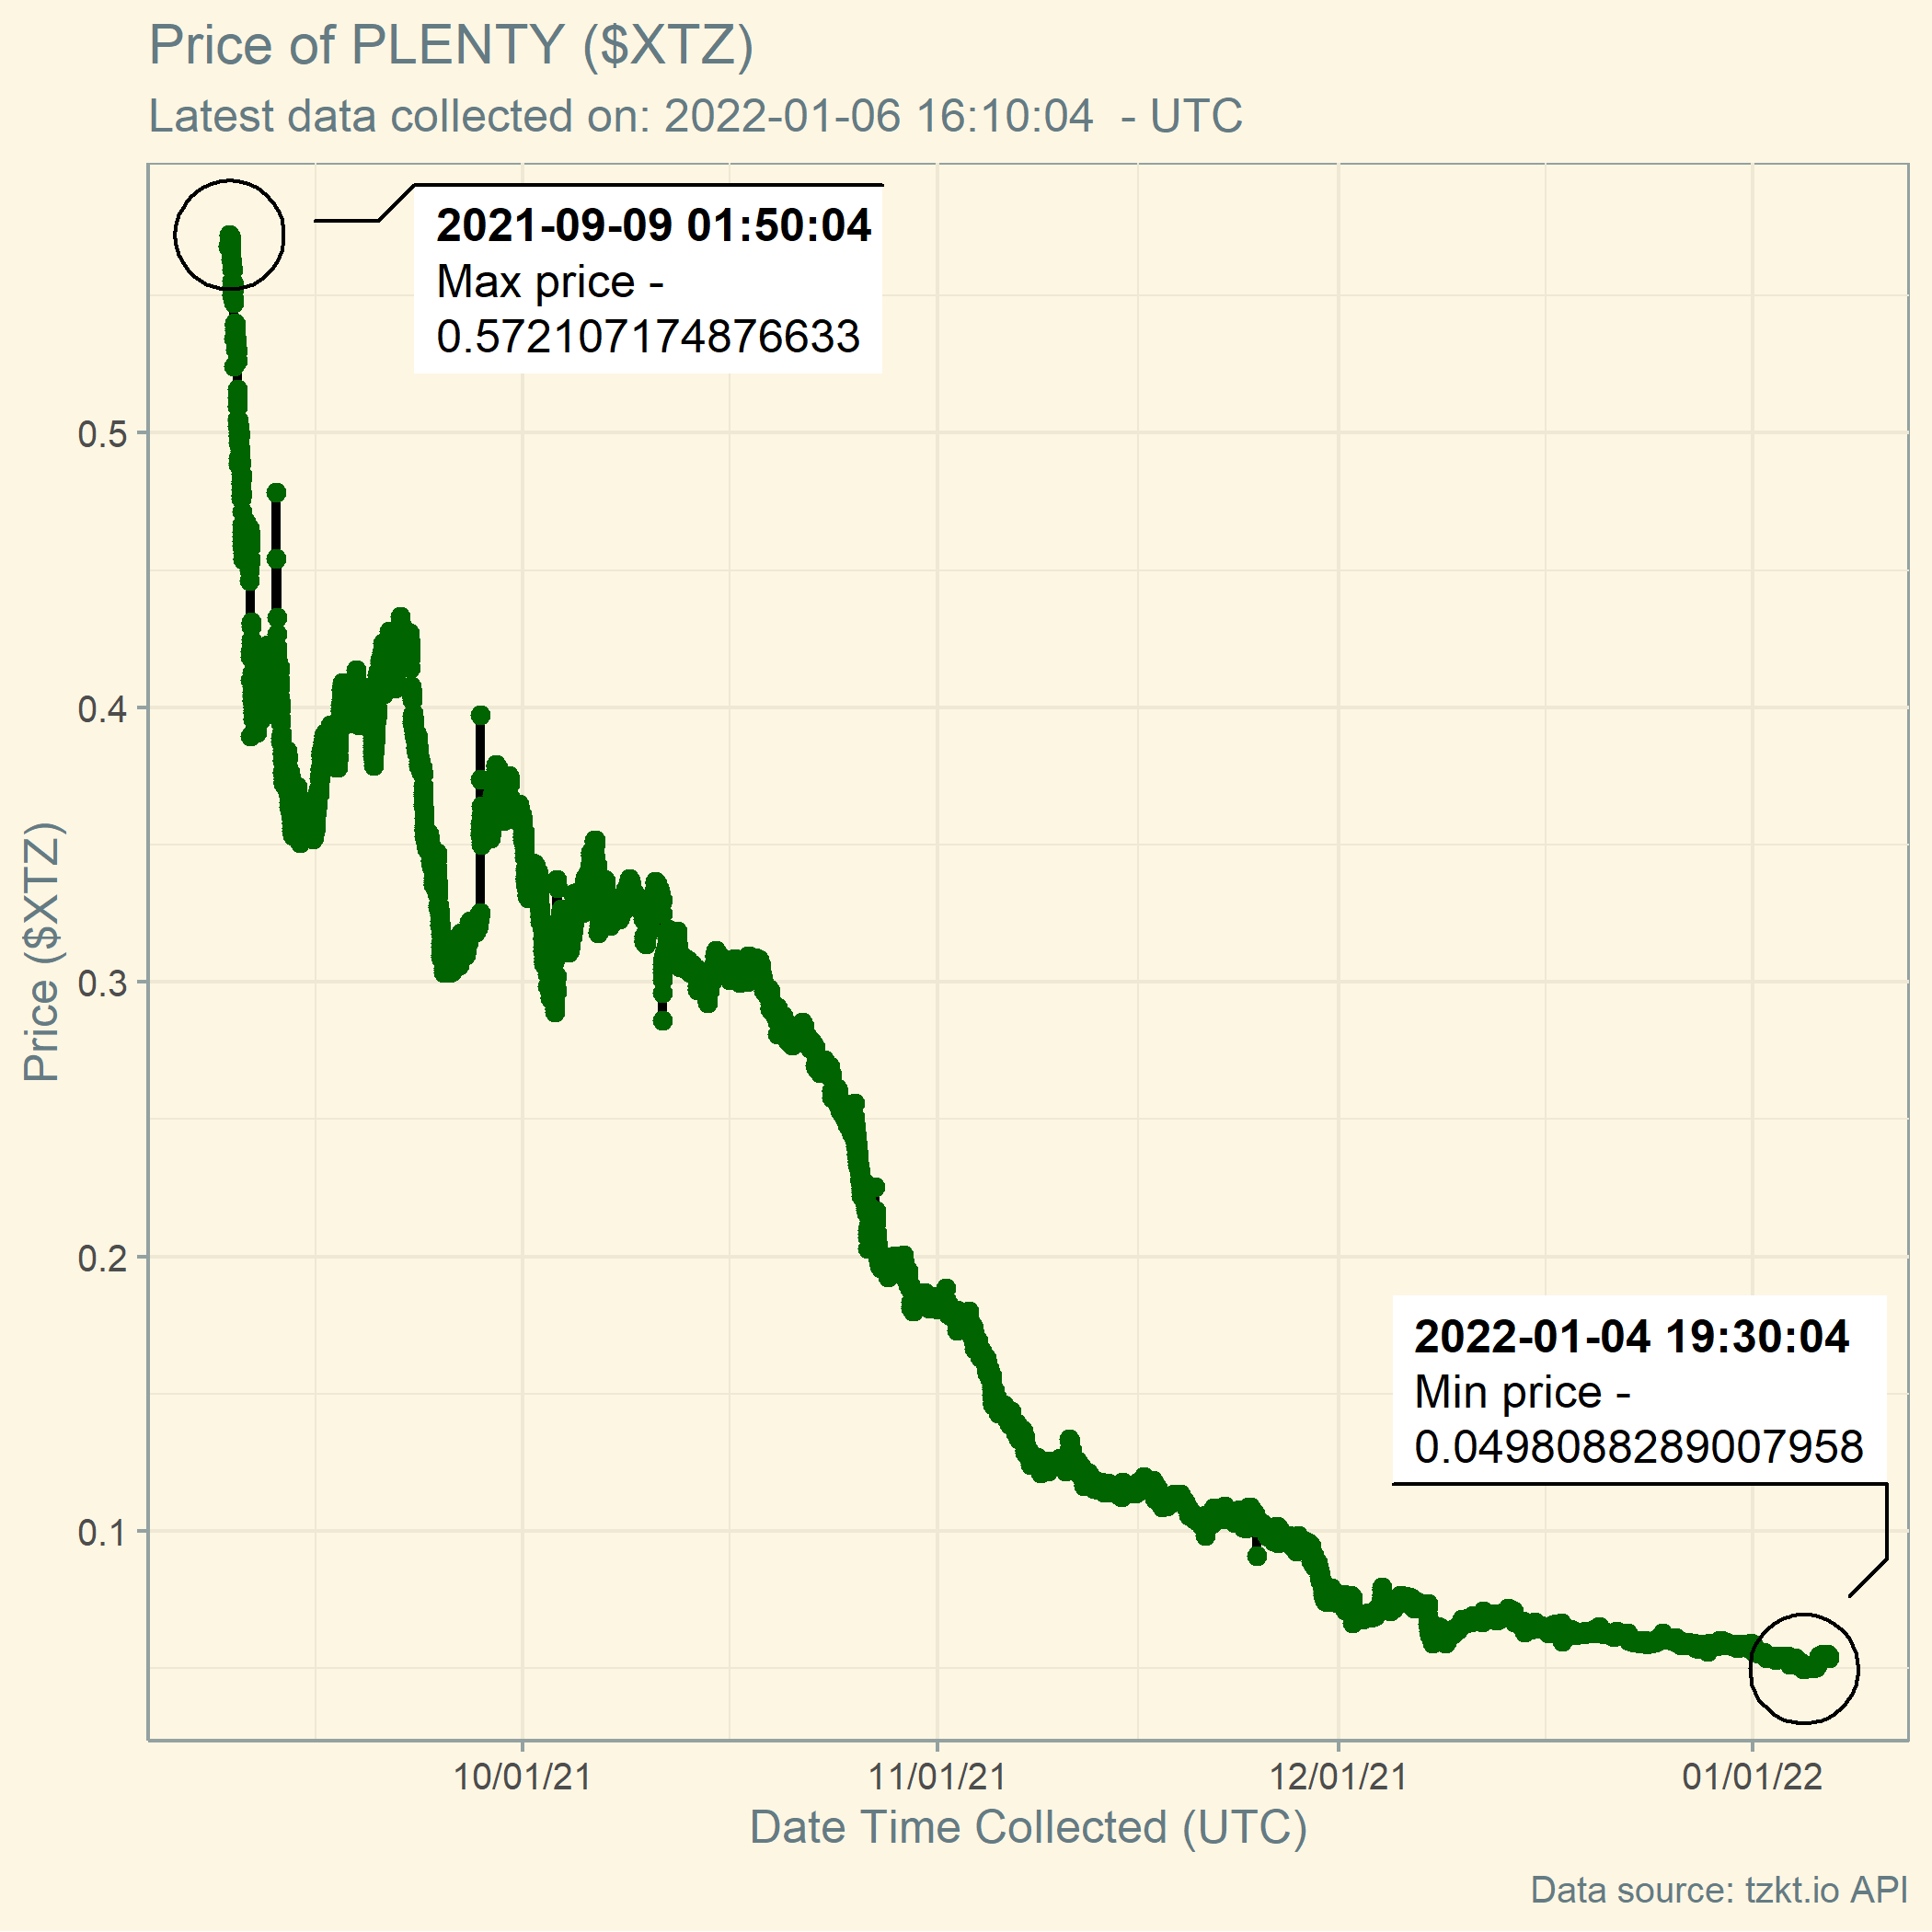 Price of PLENTY ($XTZ)
Latest data collected on: 2022-01-06 16:10:04  - UTC
2021-09-09 01:50:04
Max price -
0.572107174876633
0.5
0.4
0.3
0.2
0.1
Price ($XTZ)
2022-01-04 19:30:04
Min price -
0.0498088289007958
10/01/21
11/01/21
12/01/21
01/01/22
Date Time Collected (UTC)
Data source: tzkt.io API